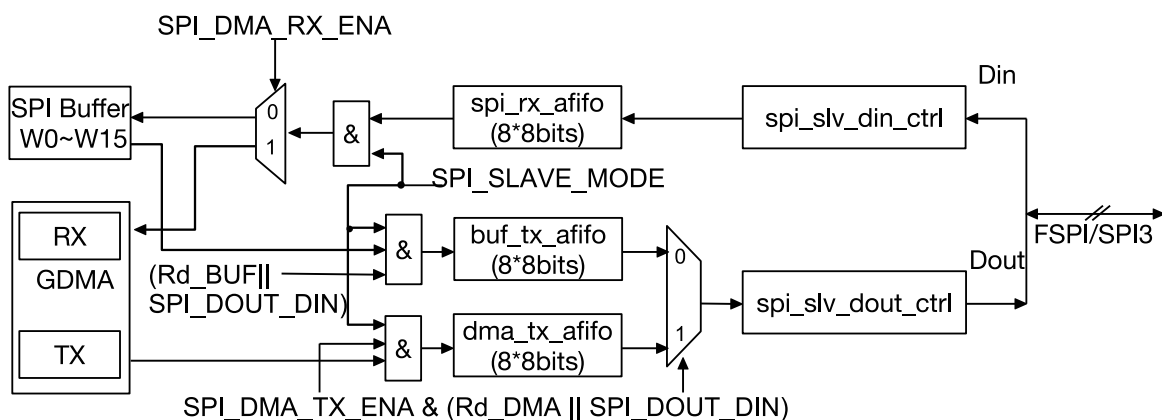 SPI_DMA_RX_ENA
Din
SPI Buffer
W0~W15
0
1
&
spi_rx_afifo
(8*8bits)
spi_slv_din_ctrl
SPI_SLAVE_MODE
RX
GDMA
TX
(Rd_BUF||
SPI_DOUT_DIN)
&
buf_tx_afifo
(8*8bits)
0
1
FSPI/SPI3
Dout
spi_slv_dout_ctrl
&
dma_tx_afifo
(8*8bits)
SPI_DMA_TX_ENA & (Rd_DMA || SPI_DOUT_DIN)